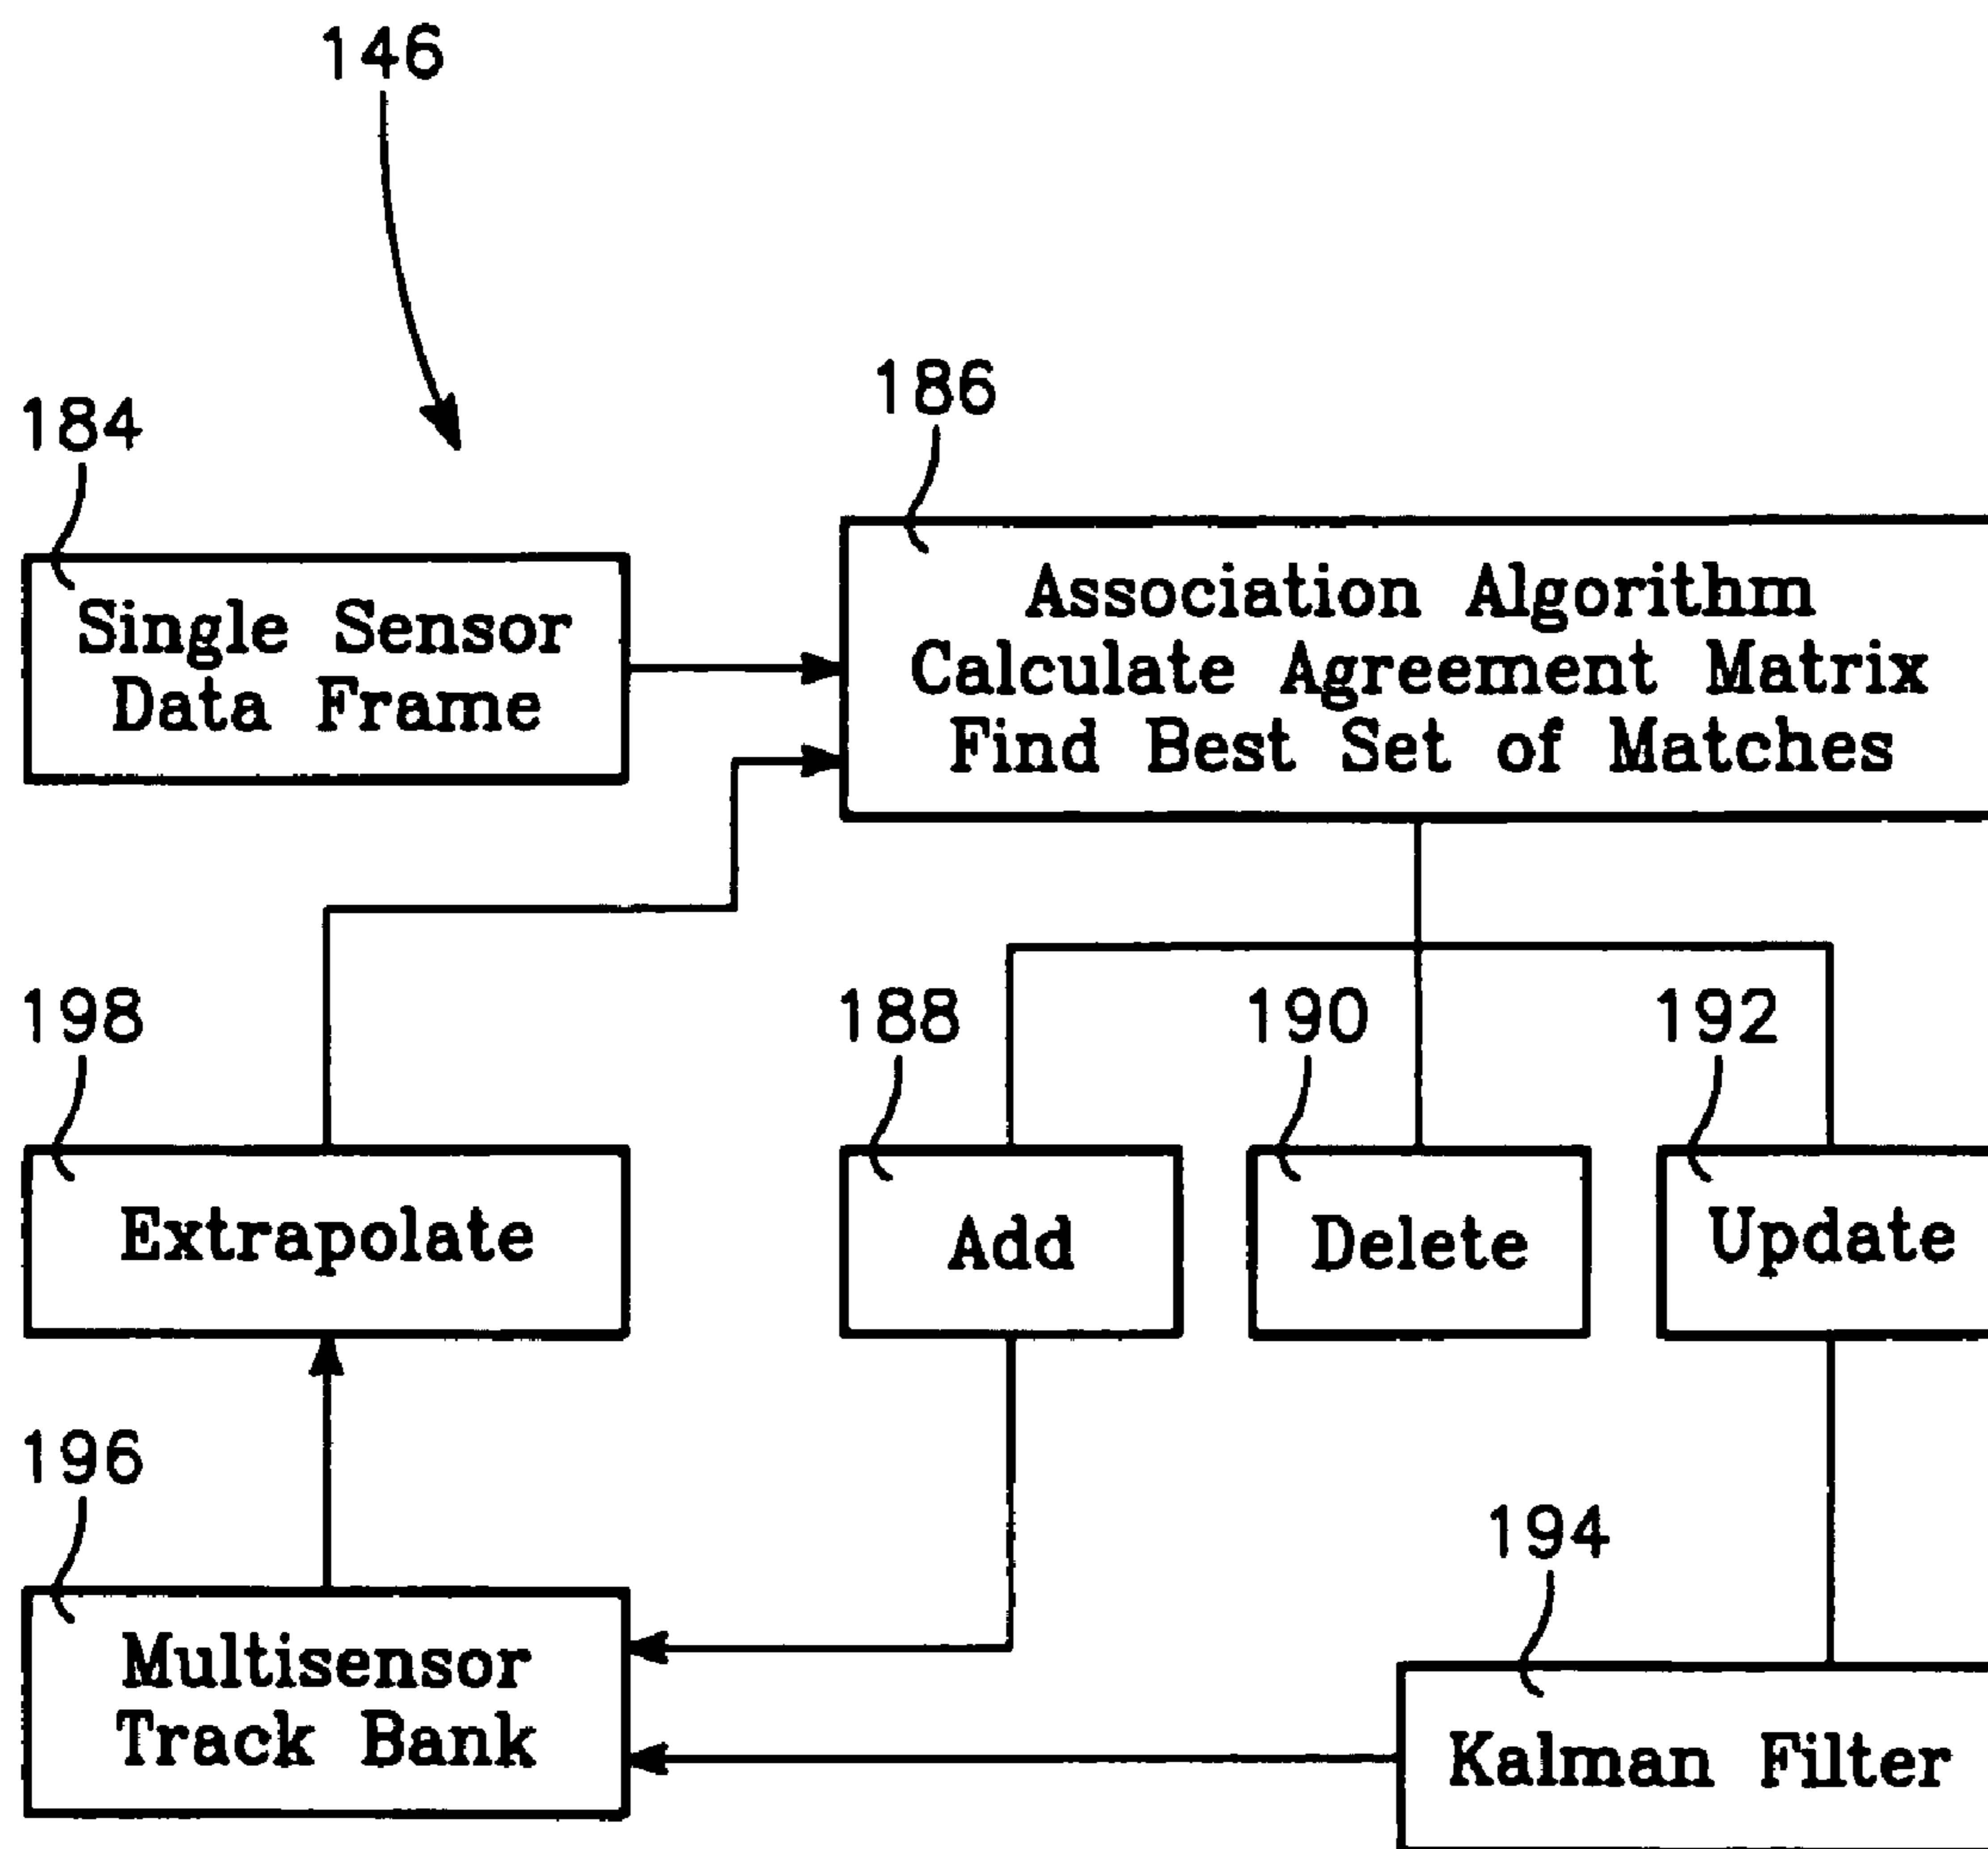 146
184
186
Single Sensor
Data Frame
Association Algorithm
Calculate Agreement Matrix
Find Best Set of Matches
198
188
190
192
Extrapolate
Add
Delete
Update
196
194
Multisensor
Track Bank
Kalman Filter